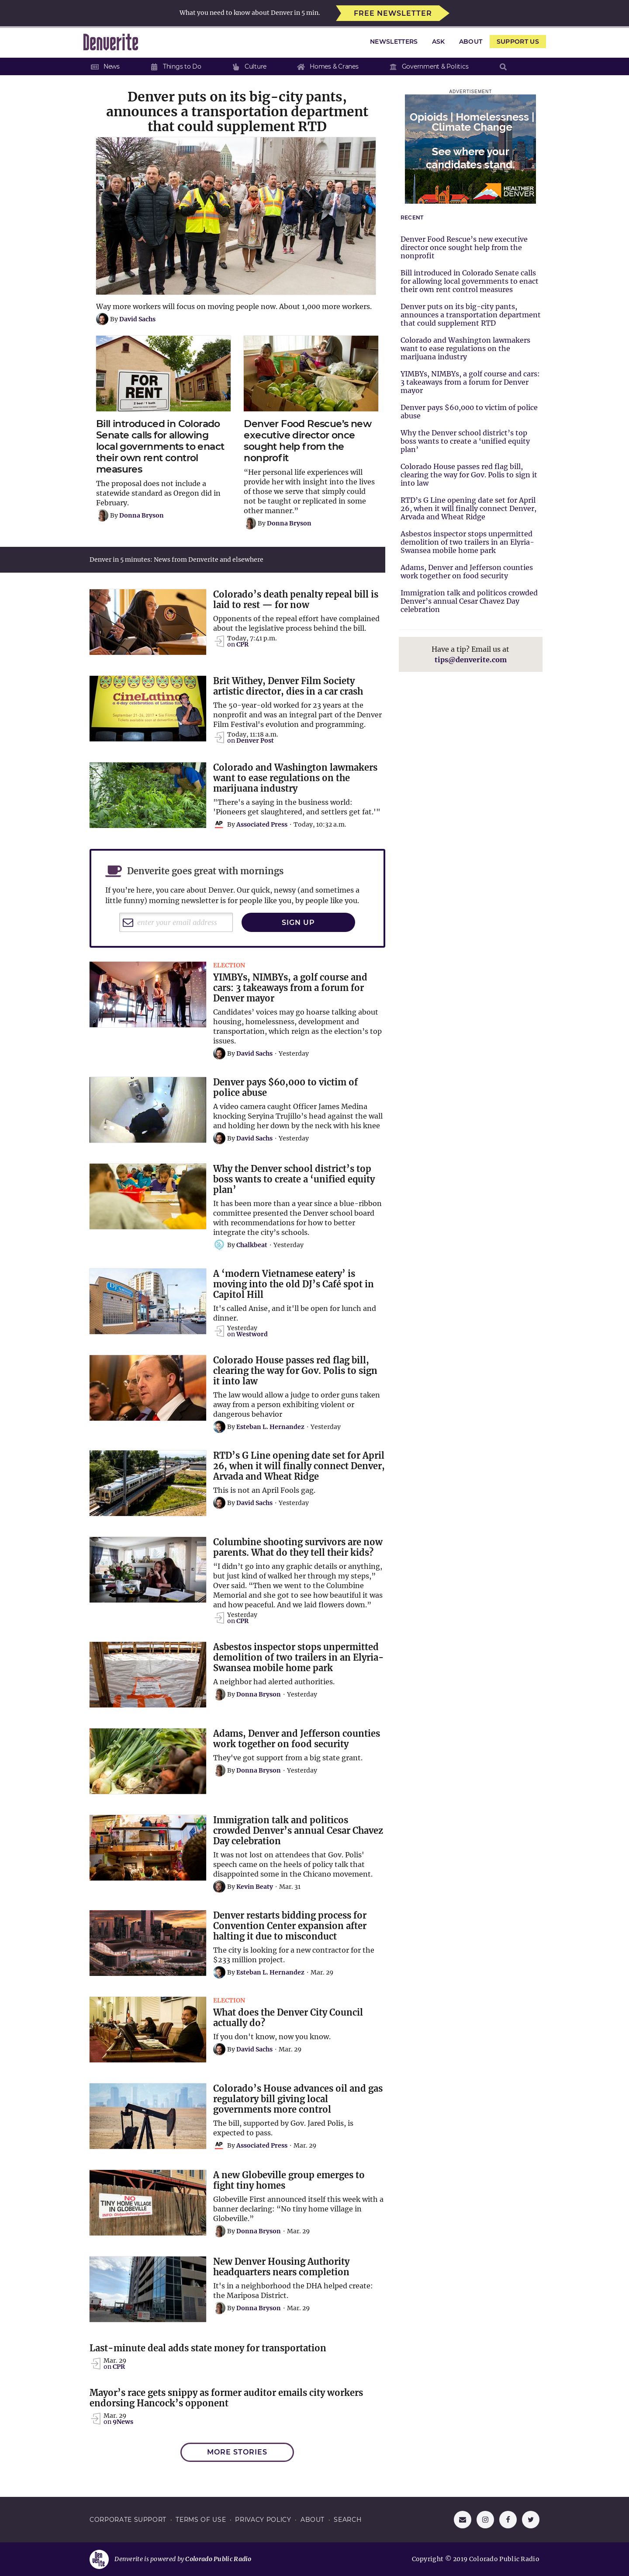 What you need to know about Denver in 5 min.
FREE NEWSLETTER
Denverite
NEWSLETTERS
ASK
ABOUT
SUPPORT US
News
Things to Do
Culture
Homes & Cranes
Government & Politics
Denver puts on its big-city pants,
announces a transportation department
that could supplement RTD
Way more workers will focus on moving people now. About 1,000 more workers.
By David Sachs
FOR
RENT
Bill introduced in Colorado
Senate calls for allowing
local governments to enact
their own rent control
measures
The proposal does not include a
statewide standard as Oregon did in
February.
By Donna Bryson
Denver Food Rescue’s new
executive director once
sought help from the
nonprofit
“Her personal life experiences will
provide her with insight into the lives
of those we serve that simply could
not be taught or replicated in some
other manner.”
By Donna Bryson
ADVERTISEMENT
Opioids | Homelessness |
Climate Change
See where your
candidates stand.
HEALTHIER
DENVER
RECENT
Denver Food Rescue’s new executive
director once sought help from the
nonprofit
Bill introduced in Colorado Senate calls
for allowing local governments to enact
their own rent control measures
Denver puts on its big-city pants,
announces a transportation department
that could supplement RTD
Colorado and Washington lawmakers
want to ease regulations on the
marijuana industry
YIMBYs, NIMBYs, a golf course and cars:
3 takeaways from a forum for Denver
mayor
Denver pays $60,000 to victim of police
abuse
Why the Denver school district’s top
boss wants to create a ‘unified equity
plan’
Colorado House passes red flag bill,
clearing the way for Gov. Polis to sign it
into law
RTD’s G Line opening date set for April
26, when it will finally connect Denver,
Arvada and Wheat Ridge
Asbestos inspector stops unpermitted
demolition of two trailers in an Elyria-
Swansea mobile home park
Adams, Denver and Jefferson counties
work together on food security
Immigration talk and politicos crowded
Denver’s annual Cesar Chavez Day
celebration
Have a tip? Email us at
tips@denverite.com
Denver in 5 minutes: News from Denverite and elsewhere
Colorado’s death penalty repeal bill is
laid to rest — for now
Opponents of the repeal effort have complained
about the legislative process behind the bill.
Today, 7:41 p.m.
on CPR
CineLatino
Brit Withey, Denver Film Society
artistic director, dies in a car crash
The 50-year-old worked for 23 years at the
nonprofit and was an integral part of the Denver
Film Festival’s evolution and programming.
Today, 11:18 a.m.
on Denver Post
Colorado and Washington lawmakers
want to ease regulations on the
marijuana industry
"There's a saying in the business world:
'Pioneers get slaughtered, and settlers get fat.'"
AP
By Associated Press · Today, 10:32 a.m.
Denverite goes great with mornings
If you’re here, you care about Denver. Our quick, newsy (and sometimes a
little funny) morning newsletter is for people like you, by people like you.
enter your email address
SIGN UP
ELECTION
YIMBYs, NIMBYs, a golf course and
cars: 3 takeaways from a forum for
Denver mayor
Candidates’ voices may go hoarse talking about
housing, homelessness, development and
transportation, which reign as the election’s top
issues.
By David Sachs · Yesterday
Denver pays $60,000 to victim of
police abuse
A video camera caught Officer James Medina
knocking Seryina Trujillo’s head against the wall
and holding her down by the neck with his knee
By David Sachs · Yesterday
Why the Denver school district’s top
boss wants to create a ‘unified equity
plan’
It has been more than a year since a blue-ribbon
committee presented the Denver school board
with recommendations for how to better
integrate the city’s schools.
By Chalkbeat · Yesterday
A ‘modern Vietnamese eatery’ is
moving into the old DJ’s Café spot in
Capitol Hill
It’s called Anise, and it’ll be open for lunch and
dinner.
Yesterday
on Westword
Colorado House passes red flag bill,
clearing the way for Gov. Polis to sign
it into law
The law would allow a judge to order guns taken
away from a person exhibiting violent or
dangerous behavior
By Esteban L. Hernandez · Yesterday
RTD’s G Line opening date set for April
26, when it will finally connect Denver,
Arvada and Wheat Ridge
This is not an April Fools gag.
By David Sachs · Yesterday
Columbine shooting survivors are now
parents. What do they tell their kids?
“I didn’t go into any graphic details or anything,
but just kind of walked her through my steps,”
Over said. “Then we went to the Columbine
Memorial and she got to see how beautiful it was
and how peaceful. And we laid flowers down.”
Yesterday
on CPR
Asbestos inspector stops unpermitted
demolition of two trailers in an Elyria-
Swansea mobile home park
A neighbor had alerted authorities.
By Donna Bryson · Yesterday
Adams, Denver and Jefferson counties
work together on food security
They’ve got support from a big state grant.
By Donna Bryson · Yesterday
Immigration talk and politicos
crowded Denver’s annual Cesar Chavez
Day celebration
It was not lost on attendees that Gov. Polis’
speech came on the heels of policy talk that
disappointed some in the Chicano movement.
By Kevin Beaty · Mar. 31
Denver restarts bidding process for
Convention Center expansion after
halting it due to misconduct
The city is looking for a new contractor for the
$233 million project.
By Esteban L. Hernandez · Mar. 29
ELECTION
What does the Denver City Council
actually do?
If you don’t know, now you know.
By David Sachs · Mar. 29
Colorado’s House advances oil and gas
regulatory bill giving local
governments more control
The bill, supported by Gov. Jared Polis, is
expected to pass.
AP
By Associated Press · Mar. 29
NO
TINY HOME VILLAGE
IN GLOBEVILLE
A new Globeville group emerges to
fight tiny homes
Globeville First announced itself this week with a
banner declaring: “No tiny home village in
Globeville.”
By Donna Bryson · Mar. 29
New Denver Housing Authority
headquarters nears completion
It’s in a neighborhood the DHA helped create:
the Mariposa District.
By Donna Bryson · Mar. 29
Last-minute deal adds state money for transportation
Mar. 29
on CPR
Mayor’s race gets snippy as former auditor emails city workers
endorsing Hancock’s opponent
Mar. 29
on 9News
MORE STORIES
CORPORATE SUPPORT · TERMS OF USE · PRIVACY POLICY · ABOUT · SEARCH
Denverite is powered by Colorado Public Radio
Copyright © 2019 Colorado Public Radio